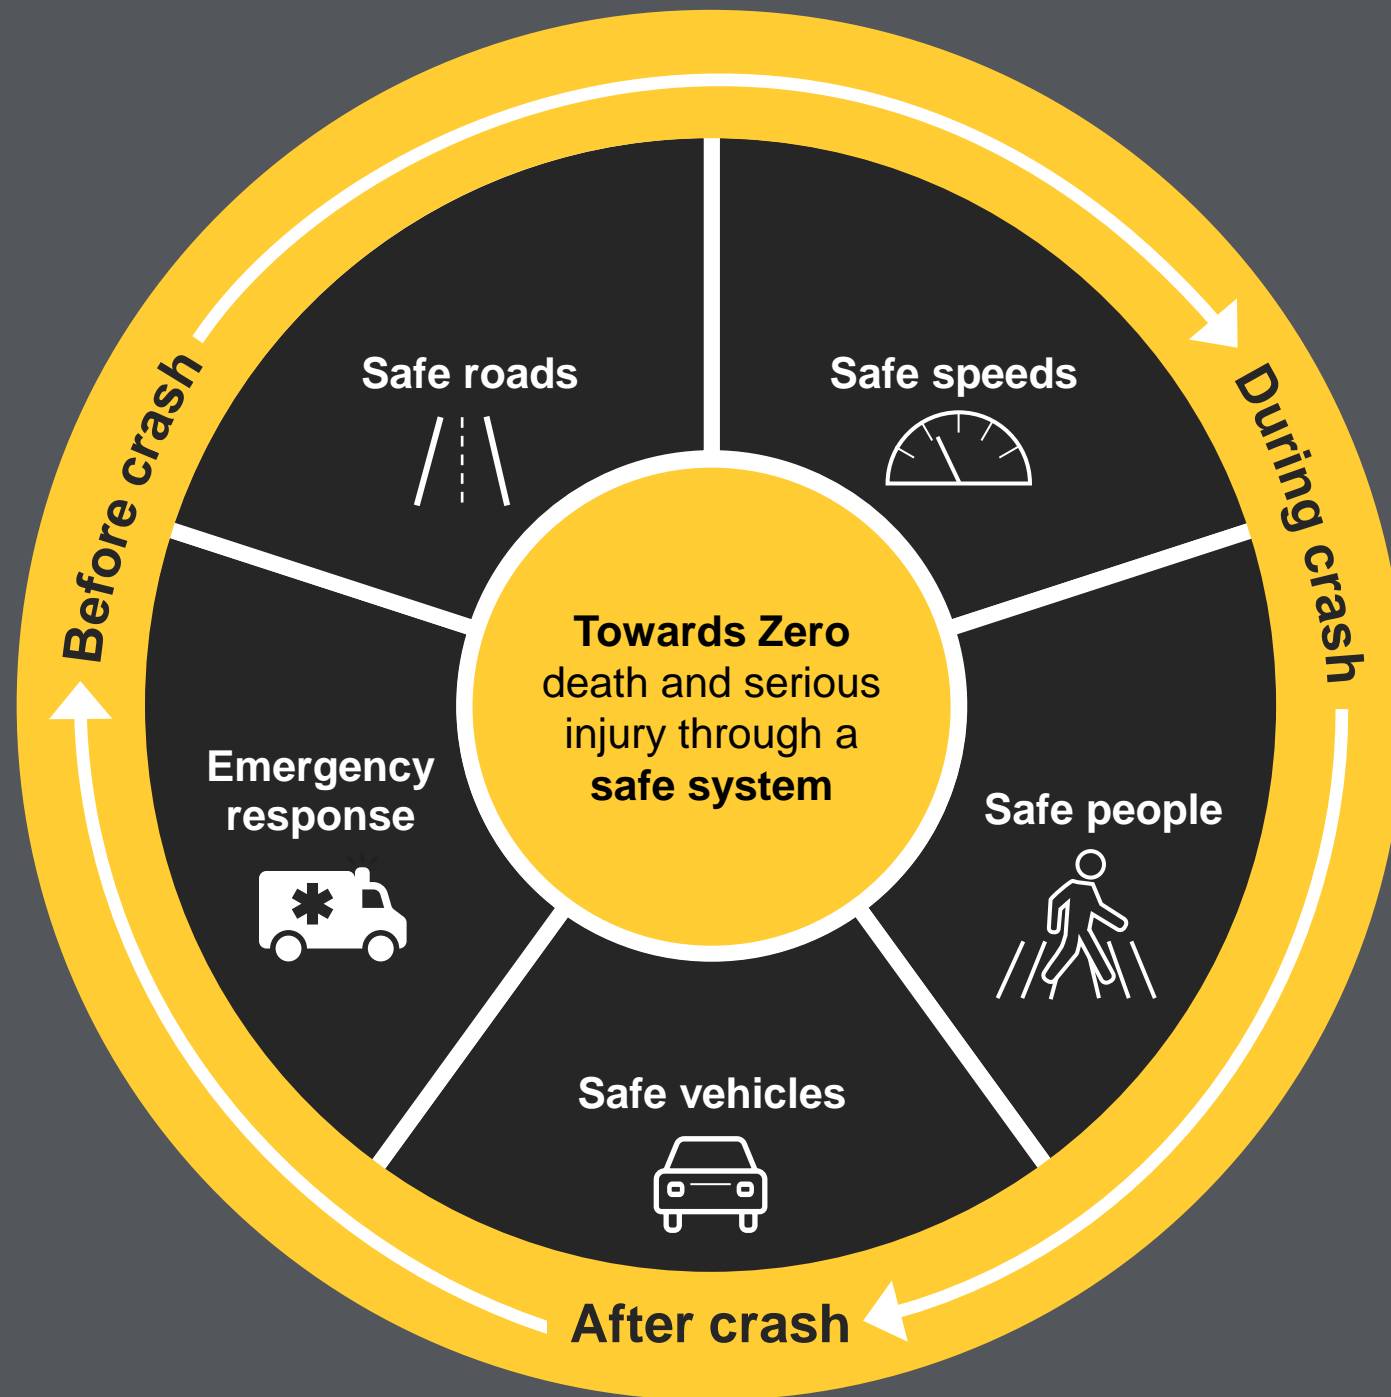 Before crash
During crash
After crash
Safe roads
Safe speeds
Safe people
Safe vehicles
Emergency
response
Towards Zero
death and serious
injury through a
safe system